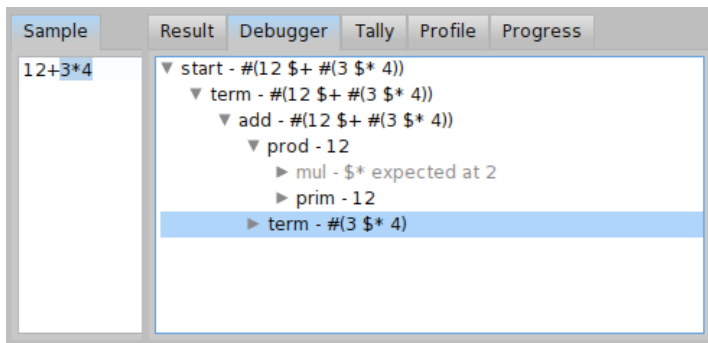 Sample
Result Debugger Tally Profile Progress
12+3*4
start - #(12 $+ #(3 $* 4))
term - #(12 $+ #(3 $* 4))
add - #(12 $+ #(3 $* 4))
prod - 12
mul - $* expected at 2
prim - 12
term - #(3 $* 4)